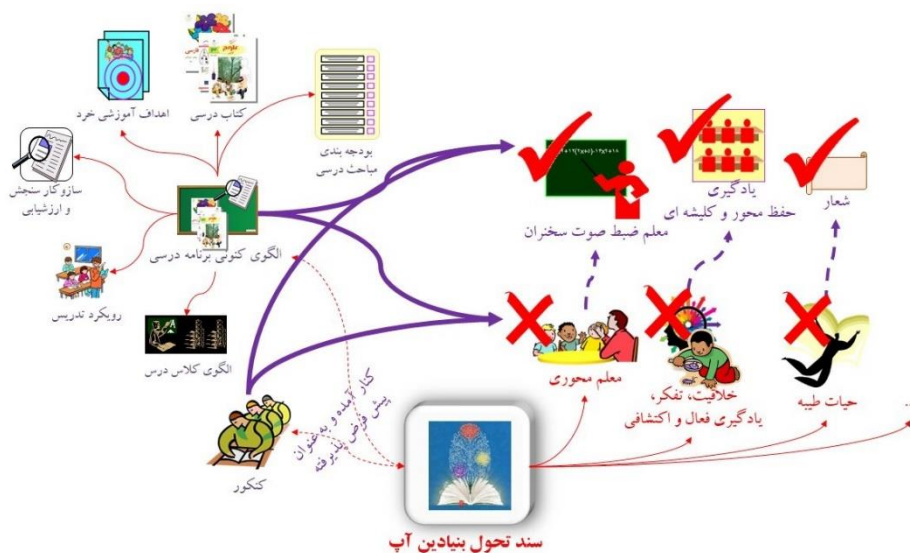 اهداف آموزشی خرد
کتاب درسی
بودجه بندی
مباحث درسی
سازوکار سنجش
و ارزشیابی
الگوی کنونی برنامه درسی
رویکرد تدریس
الگوی کلاس درس
معلم ضبط صوت سخنران
یادگیری
حفظ محور و کلیشه ای
شعار
معلم محوری
خلاقیت، تفکر،
یادگیری فعال و اکتشافی
حیات طیبه
...
کنار آمده و به عنوان
پیش فرض پذیرفته
کنکور
سند تحول بنیادین آپ